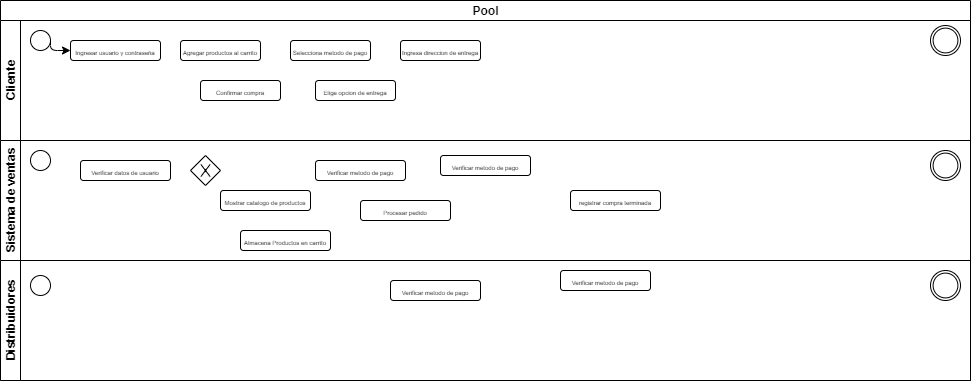 Pool
Cliente
Ingresar usuario y contraseña
Agregar productos al carrito
Selecciona metodo de pago
Ingresa direccion de entrega
Confirmar compra
Elige opcion de entrega
Sistema de ventas
Verificar datos de usuario
X
Verificar metodo de pago
Verificar metodo de pago
Mostrar catalogo de productos
Procesar pedido
registrar compra terminada
Almacena Productos en carrito
Distribuidores
Verificar metodo de pago
Verificar metodo de pago